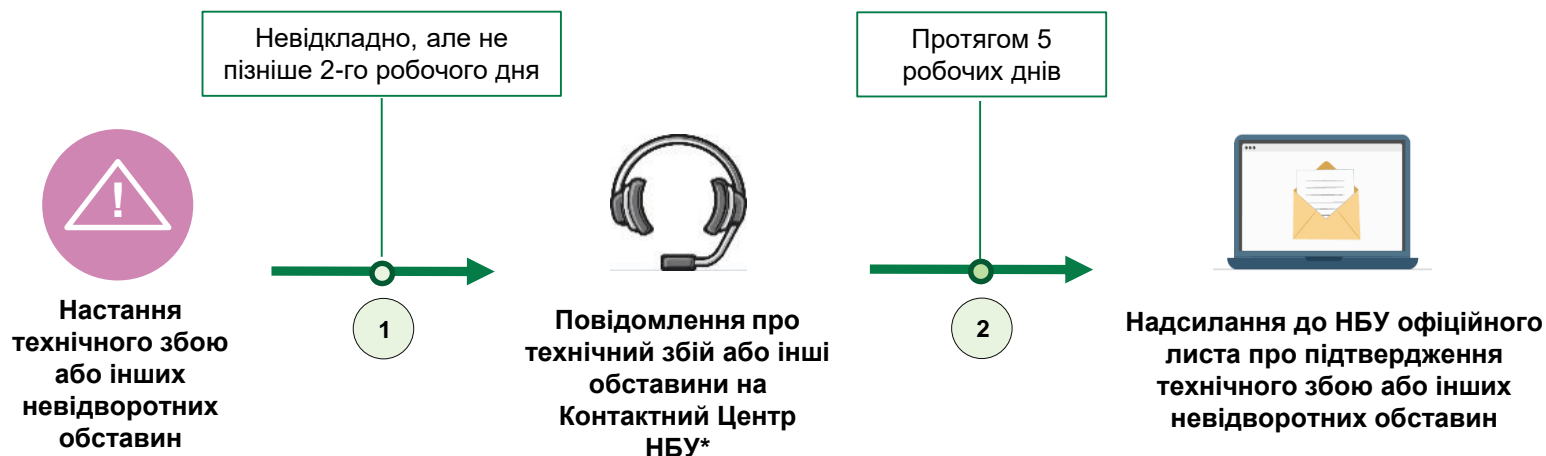 Невідкладно, але не
пізніше 2-го робочого дня
Протягом 5
робочих днів
!
Настання
технічного збою
або інших
невідворотних
обставин
1
Повідомлення про
технічний збій або інші
обставини на
Контактний Центр
НБУ*
2
Надсилання до НБУ офіційного
листа про підтвердження
технічного збою або інших
невідворотних обставин